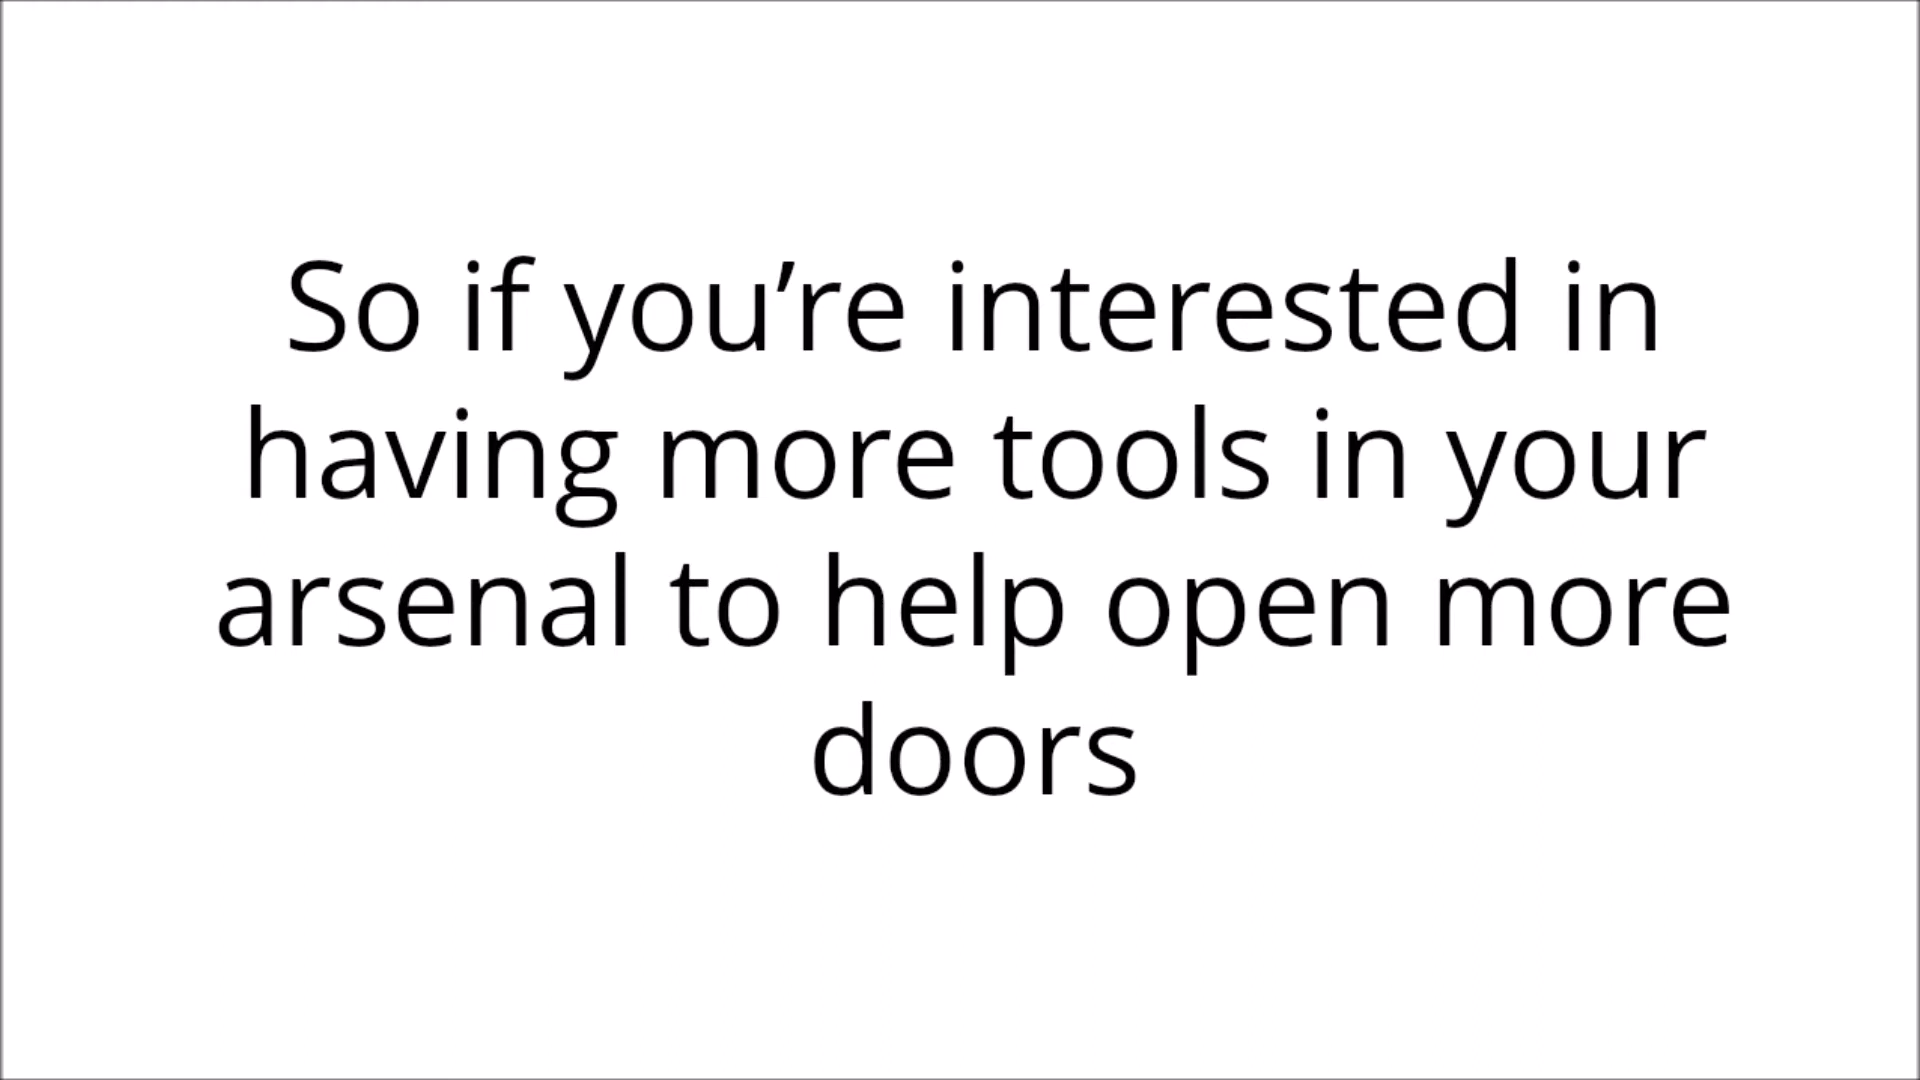 So if you’re interested in
having more tools in your
arsenal to help open more
doors